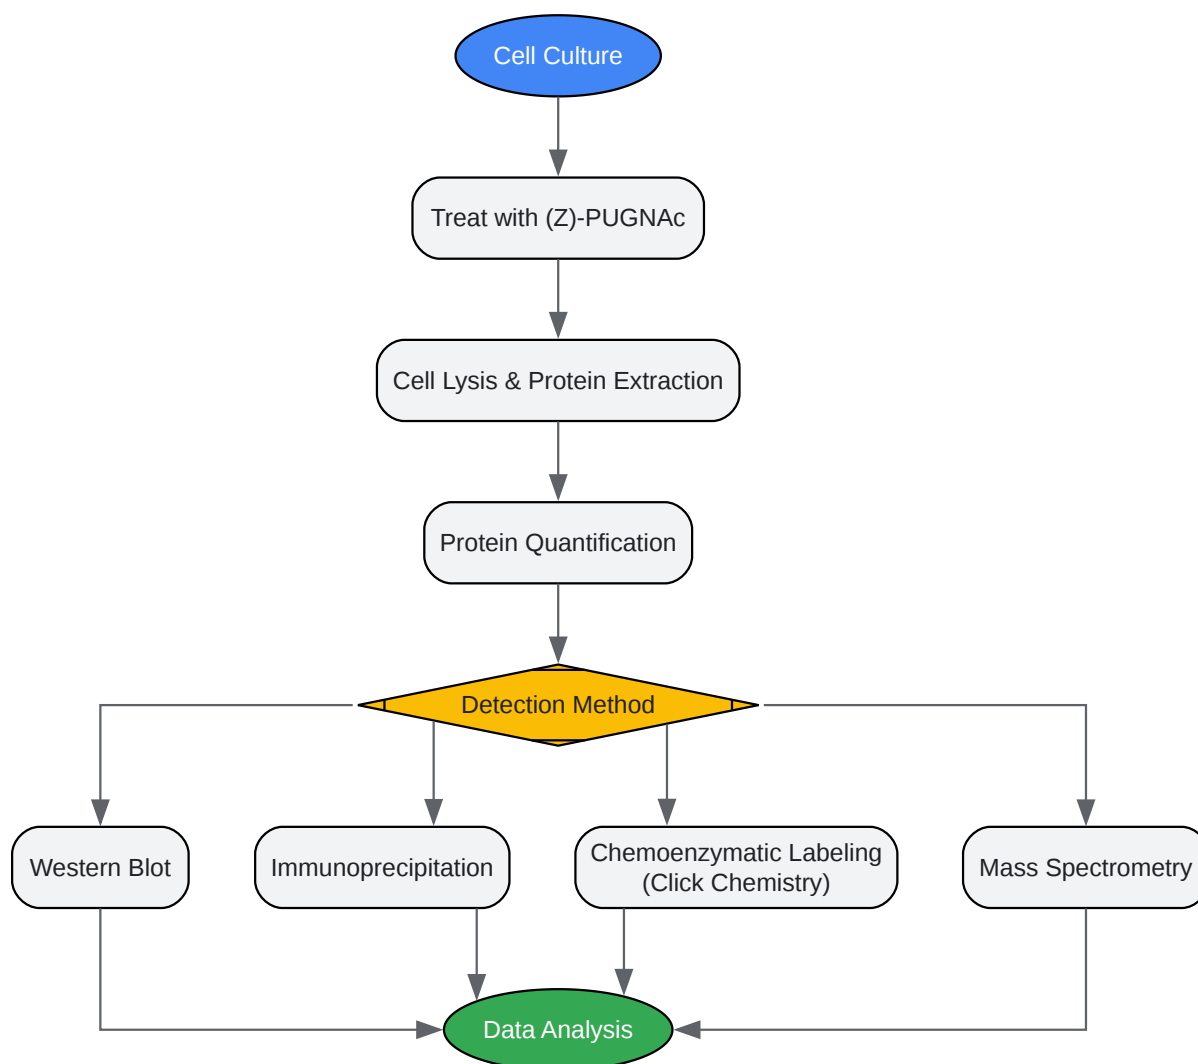 Cell Culture
Treat with (Z)-PUGNAc
Cell Lysis & Protein Extraction
Protein Quantification
Detection Method
Western Blot
Immunoprecipitation
Chemoenzymatic Labeling
(Click Chemistry)
Mass Spectrometry
Data Analysis